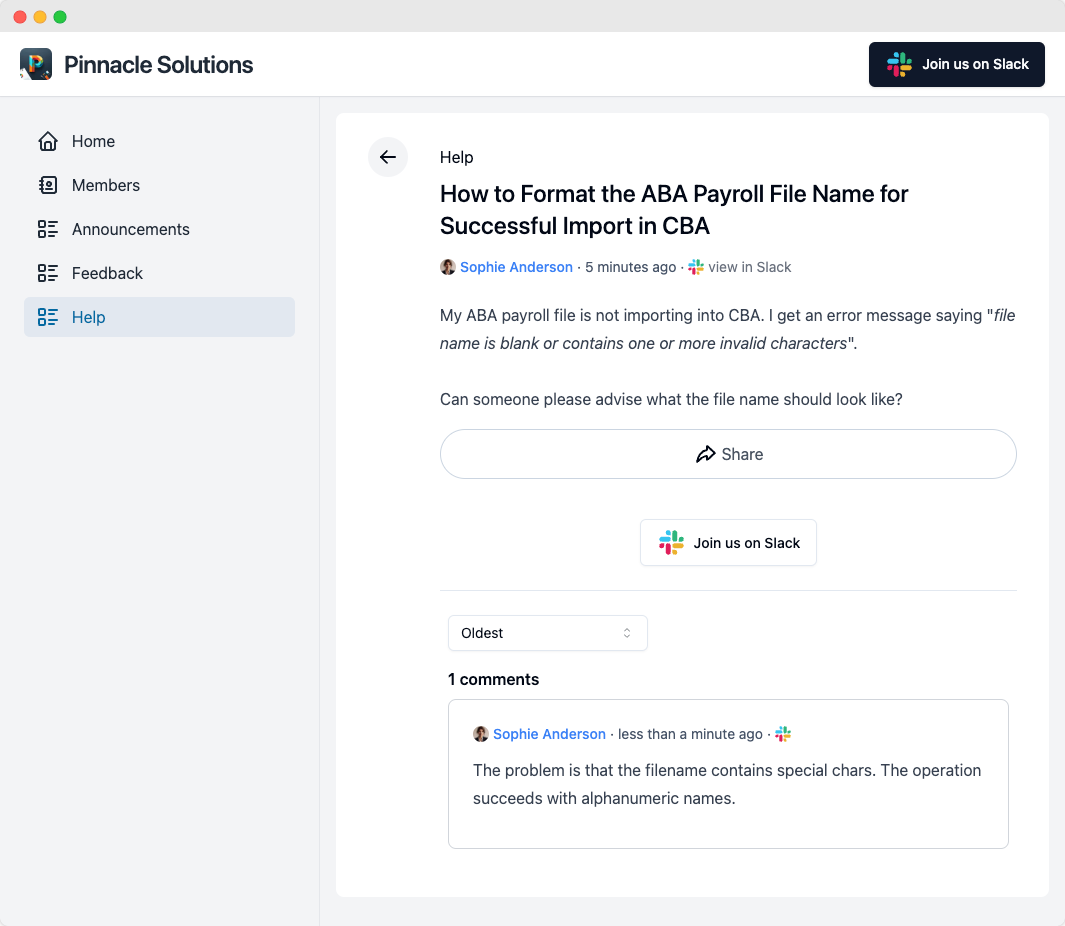 Pinnacle Solutions
Join us on Slack
Home
Members
Announcements
Feedback
Help
Help
How to Format the ABA Payroll File Name for
Successful Import in CBA
Sophie Anderson · 5 minutes ago · view in Slack
My ABA payroll file is not importing into CBA. I get an error message saying "file
name is blank or contains one or more invalid characters".
Can someone please advise what the file name should look like?
Share
Join us on Slack
Oldest
1 comments
Sophie Anderson · less than a minute ago ·
The problem is that the filename contains special chars. The operation
succeeds with alphanumeric names.